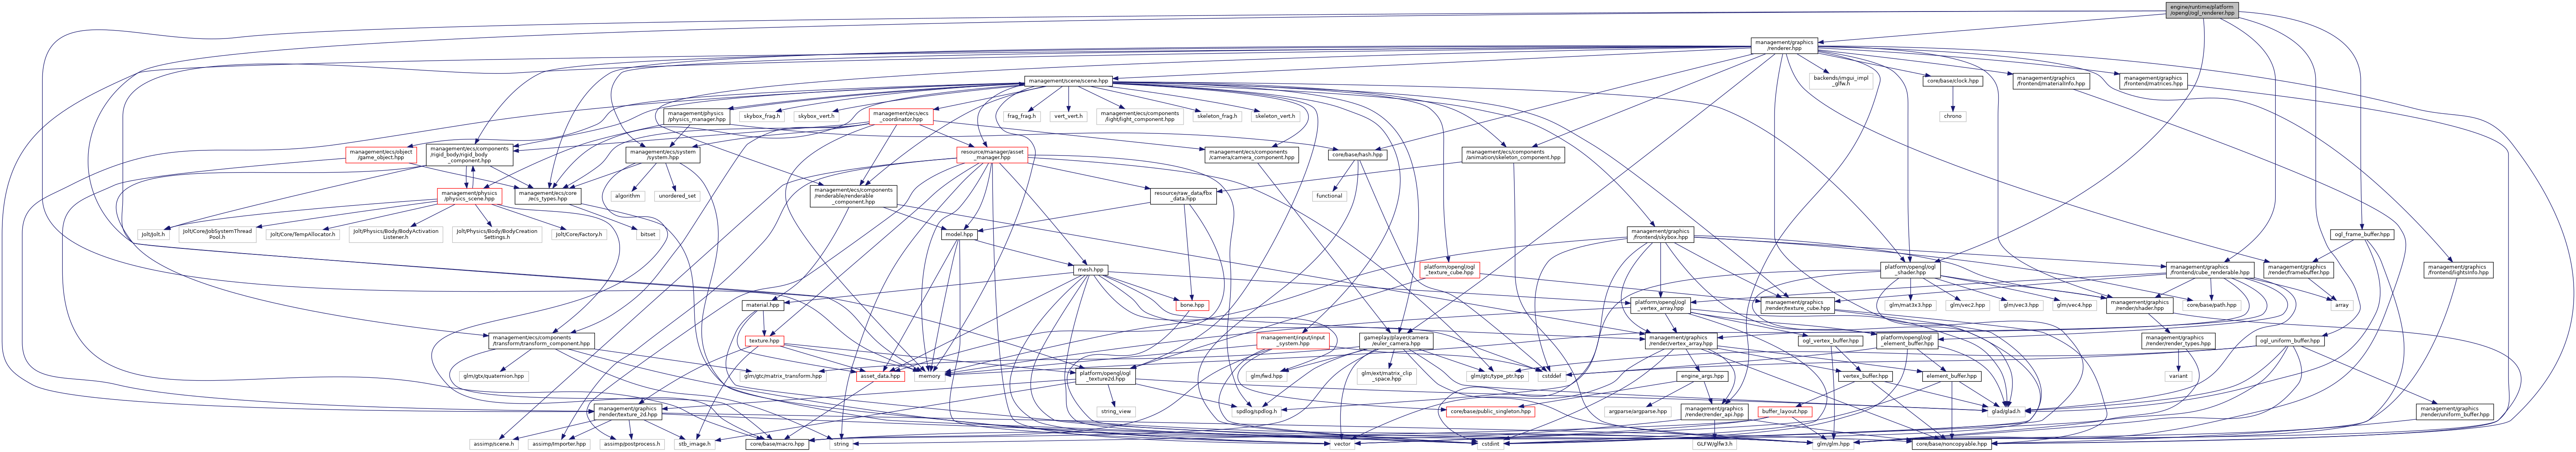 engine/runtime/platform
/opengl/ogl_renderer.hpp
management/graphics
/renderer.hpp
management/scene/scene.hpp
backends/imgui_impl
_glfw.h
core/base/clock.hpp
management/graphics
/frontend/materialInfo.hpp
management/graphics
/frontend/matrices.hpp
management/physics
/physics_manager.hpp
skybox_frag.h
skybox_vert.h
management/ecs/ecs
_coordinator.hpp
frag_frag.h
vert_vert.h
management/ecs/components
/light/light_component.hpp
skeleton_frag.h
skeleton_vert.h
chrono
management/ecs/object
/game_object.hpp
management/ecs/components
/rigid_body/rigid_body
_component.hpp
management/ecs/system
/system.hpp
resource/manager/asset
_manager.hpp
management/ecs/components
/camera/camera_component.hpp
core/base/hash.hpp
management/ecs/components
/animation/skeleton_component.hpp
management/physics
/physics_scene.hpp
management/ecs/core
/ecs_types.hpp
algorithm
unordered_set
management/ecs/components
/renderable/renderable
_component.hpp
resource/raw_data/fbx
_data.hpp
functional
Jolt/Jolt.h
Jolt/Core/JobSystemThread
Pool.h
Jolt/Core/TempAllocator.h
Jolt/Physics/Body/BodyActivation
Listener.h
Jolt/Physics/Body/BodyCreation
Settings.h
Jolt/Core/Factory.h
bitset
model.hpp
management/graphics
/frontend/skybox.hpp
ogl_frame_buffer.hpp
mesh.hpp
platform/opengl/ogl
_texture_cube.hpp
platform/opengl/ogl
_shader.hpp
management/graphics
/frontend/cube_renderable.hpp
management/graphics
/render/framebuffer.hpp
management/graphics
/frontend/lightsInfo.hpp
material.hpp
bone.hpp
platform/opengl/ogl
_vertex_array.hpp
management/graphics
/render/texture_cube.hpp
glm/mat3x3.hpp
glm/vec2.hpp
glm/vec3.hpp
glm/vec4.hpp
management/graphics
/render/shader.hpp
core/base/path.hpp
array
management/ecs/components
/transform/transform_component.hpp
texture.hpp
management/input/input
_system.hpp
gameplay/player/camera
/euler_camera.hpp
management/graphics
/render/vertex_array.hpp
ogl_vertex_buffer.hpp
platform/opengl/ogl
_element_buffer.hpp
management/graphics
/render/render_types.hpp
ogl_uniform_buffer.hpp
glm/gtx/quaternion.hpp
glm/gtc/matrix_transform.hpp
asset_data.hpp
memory
platform/opengl/ogl
_texture2d.hpp
glm/fwd.hpp
glm/ext/matrix_clip
_space.hpp
glm/gtc/type_ptr.hpp
cstddef
engine_args.hpp
vertex_buffer.hpp
element_buffer.hpp
variant
management/graphics
/render/texture_2d.hpp
string_view
spdlog/spdlog.h
core/base/public_singleton.hpp
argparse/argparse.hpp
management/graphics
/render/render_api.hpp
buffer_layout.hpp
glad/glad.h
management/graphics
/render/uniform_buffer.hpp
assimp/scene.h
assimp/Importer.hpp
assimp/postprocess.h
stb_image.h
core/base/macro.hpp
string
vector
cstdint
GLFW/glfw3.h
glm/glm.hpp
core/base/noncopyable.hpp